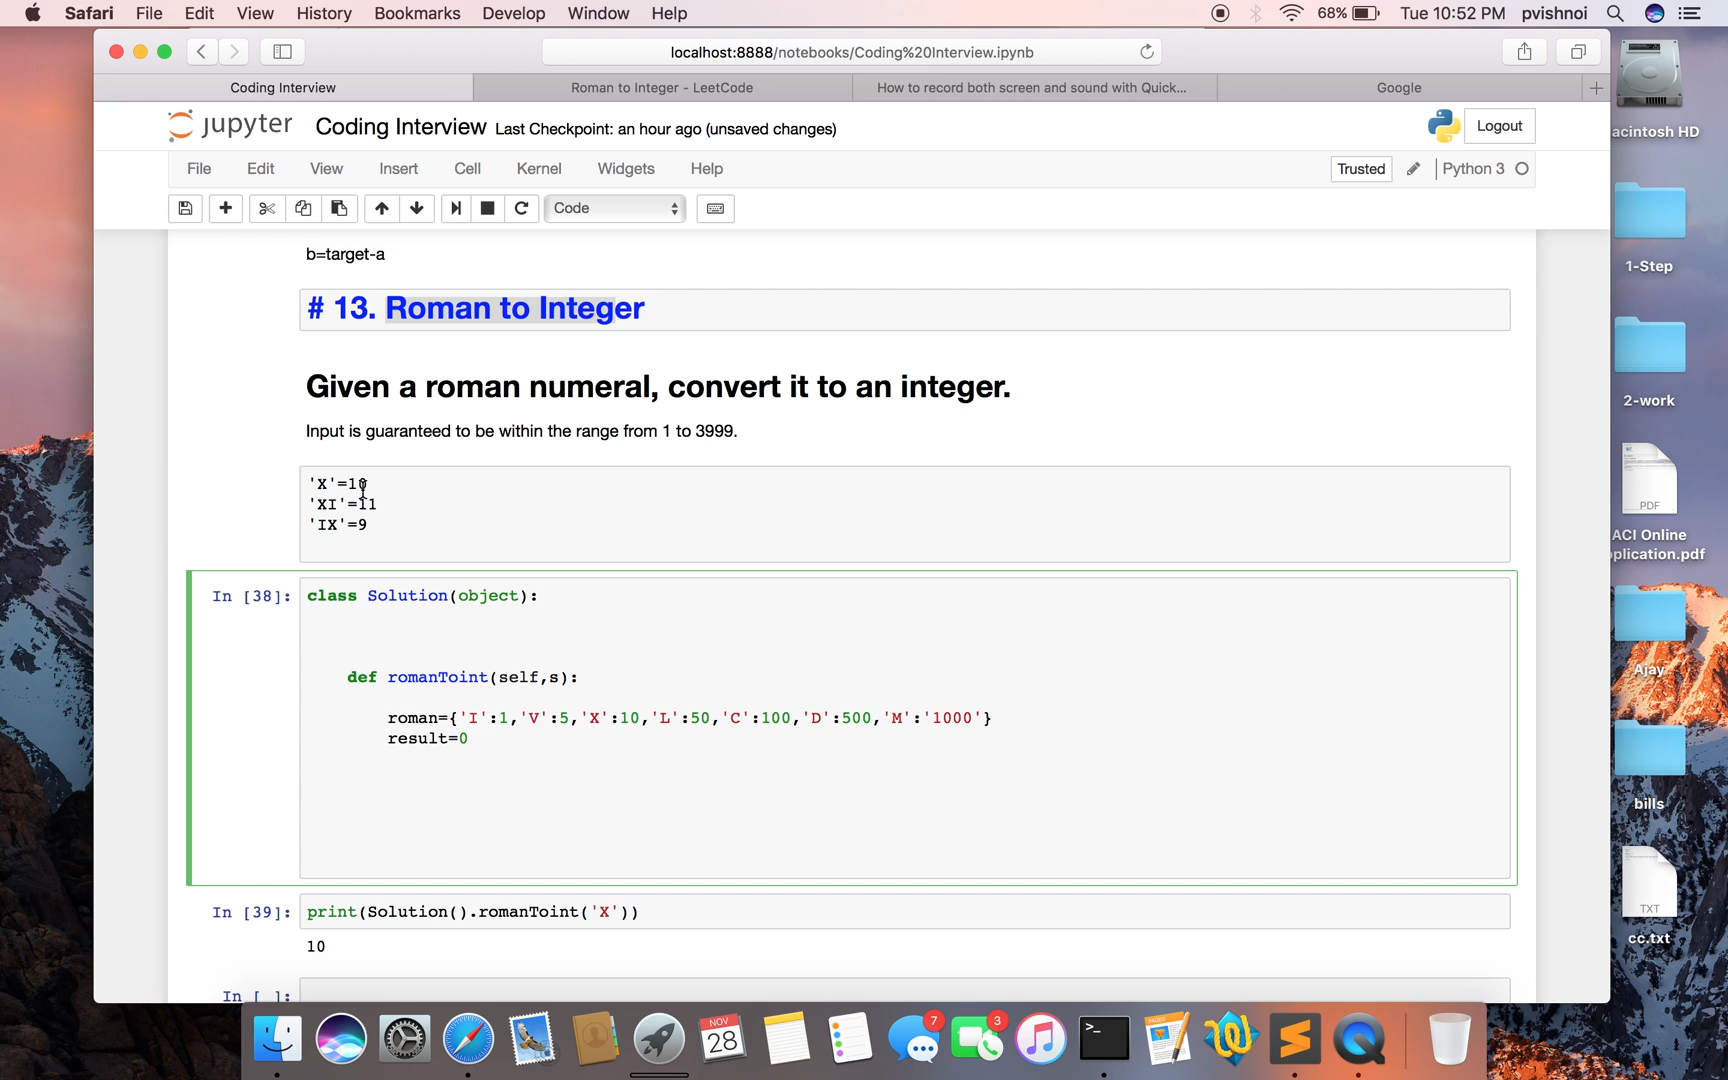 Safari File Edit View History Bookmarks Develop Window Help 68% Tue 10:52 PM pvishnoi
localhost:8888/notebooks/Coding%20Interview.ipynb
Coding Interview Roman to Integer - LeetCode How to record both screen and sound with Quick... Google
jupyter Coding Interview Last Checkpoint: an hour ago (unsaved changes) Logout
File Edit View Insert Cell Kernel Widgets Help Trusted Python 3
Code
b=target-a
# 13. Roman to Integer
Given a roman numeral, convert it to an integer.
Input is guaranteed to be within the range from 1 to 3999.
'X'=10
'XI'=11
'IX'=9
In [38]: class Solution(object):
def romanToint(self,s):
roman={'I':1,'V':5,'X':10,'L':50,'C':100,'D':500,'M':'1000'}
result=0
In [39]: print(Solution().romanToint('X'))
10
In [ ]:
acintosh HD
1-Step
2-work
PDF
ACI Online
plication.pdf
Ajay
bills
TXT
cc.txt
NOV
28
7
3
>_